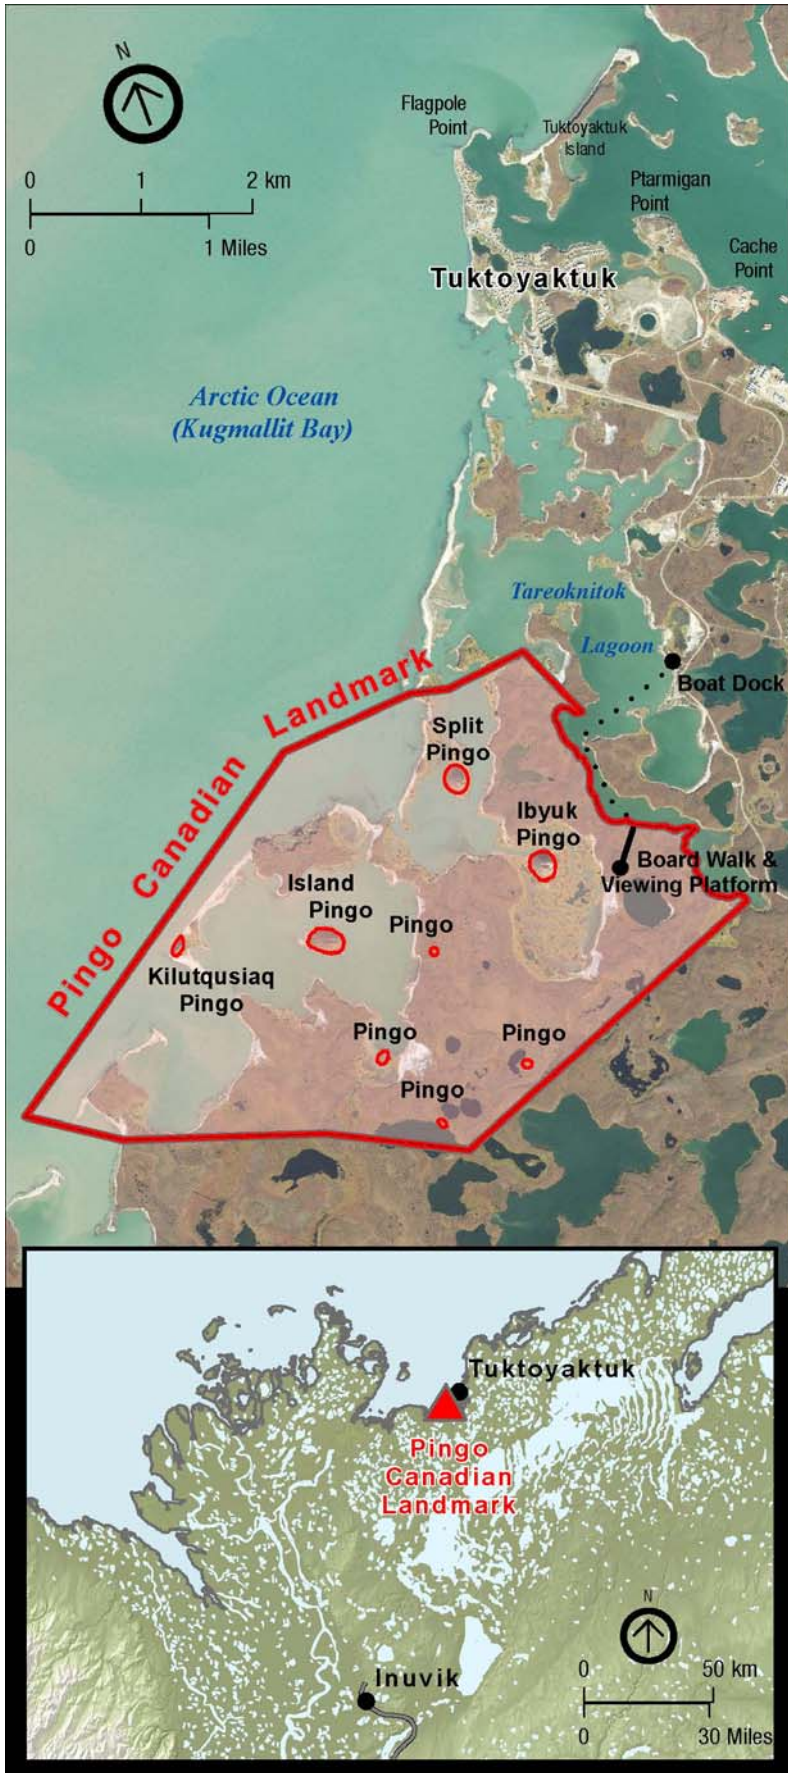 N
0 1 2 km
0 1 Miles
Flagpole
Point
Tuktoyaktuk
Island
Ptarmigan
Point
Cache
Point
Tuktoyaktuk
Arctic Ocean
(Kugmallit Bay)
Tareoknitok
Lagoon
Boat Dock
Pingo Canadian Landmark
Split
Pingo
Ibyuk
Pingo
Board Walk &
Viewing Platform
Island
Pingo
Pingo
Kilutqusiaq
Pingo
Pingo
Pingo
Pingo
Tuktoyaktuk
Pingo
Canadian
Landmark
Inuvik
N
0 50 km
0 30 Miles